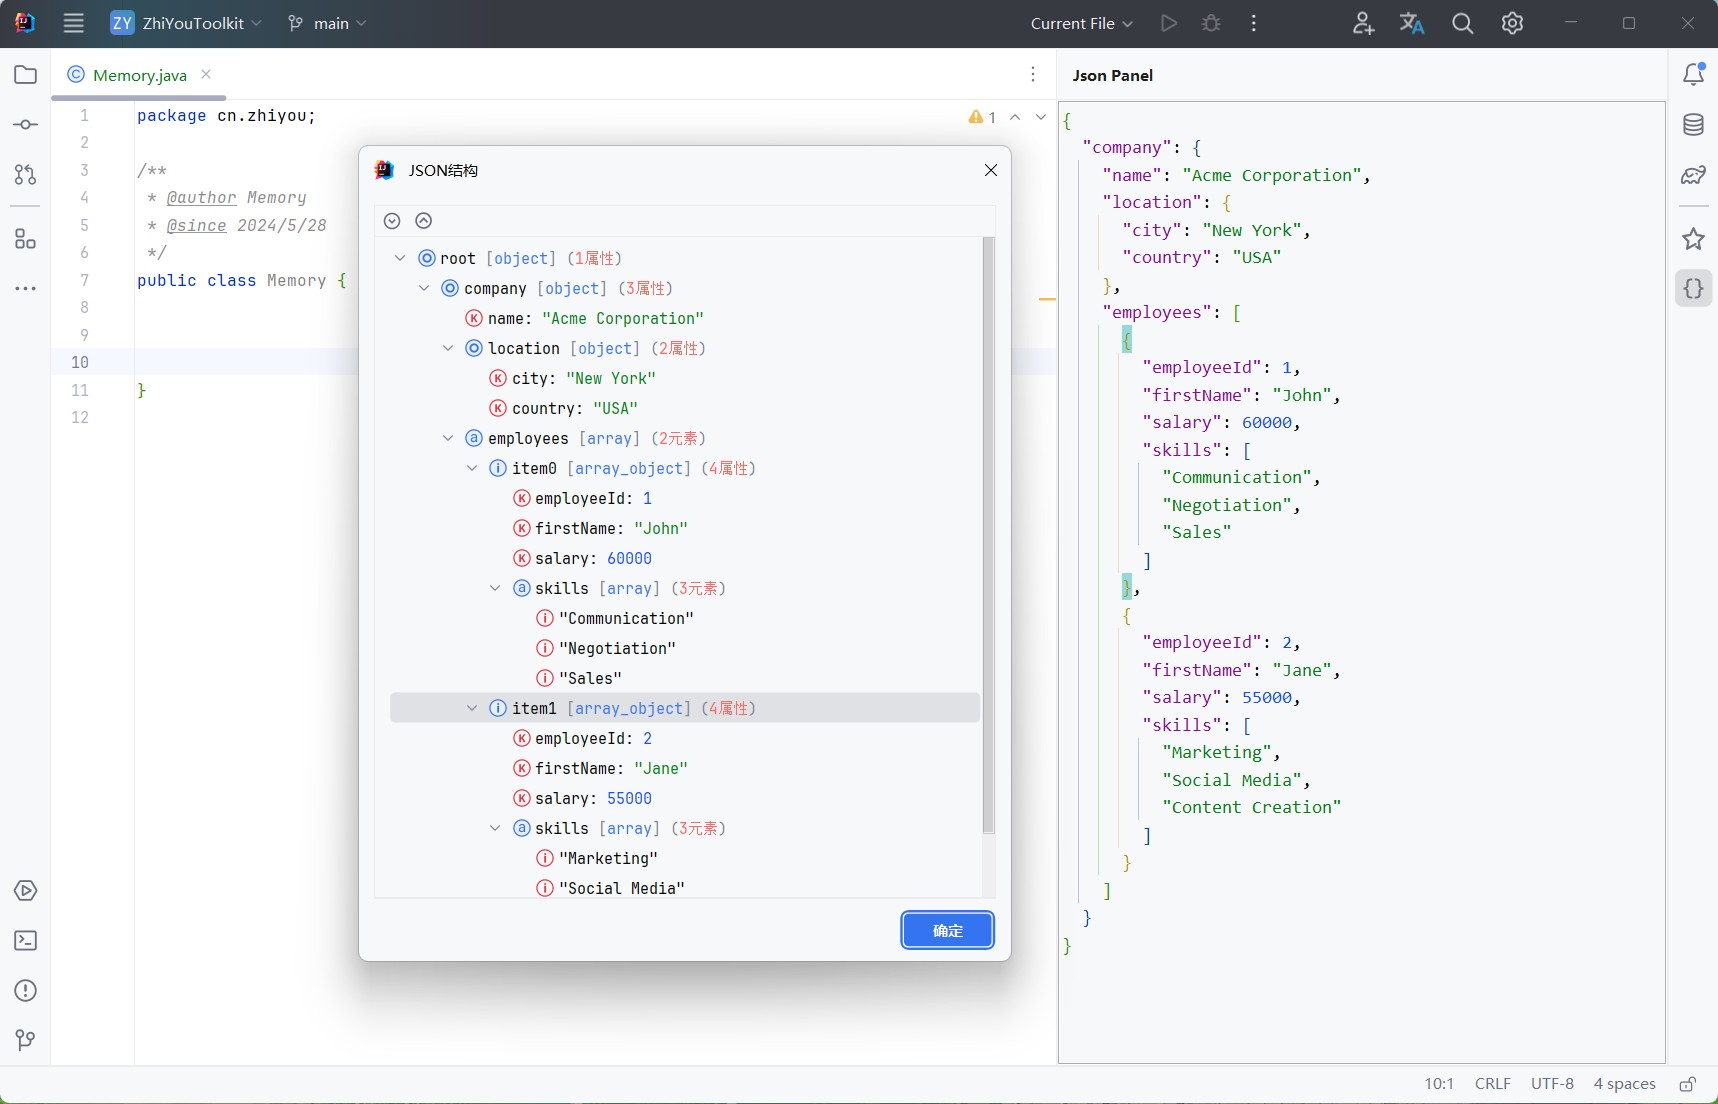 ZY ZhiYouToolkit main Current File
Memory.java
Json Panel
1 package cn.zhiyou;
2
3 /**
4 * @author Memory
5 * @since 2024/5/28
6 */
7 public class Memory {
8
9
10
11 }
12
1
JSON结构
root [object] (1属性)
company [object] (3属性)
name: "Acme Corporation"
location [object] (2属性)
city: "New York"
country: "USA"
employees [array] (2元素)
item0 [array_object] (4属性)
employeeId: 1
firstName: "John"
salary: 60000
skills [array] (3元素)
"Communication"
"Negotiation"
"Sales"
item1 [array_object] (4属性)
employeeId: 2
firstName: "Jane"
salary: 55000
skills [array] (3元素)
"Marketing"
"Social Media"
确定
{
"company": {
"name": "Acme Corporation",
"location": {
"city": "New York",
"country": "USA"
},
"employees": [
{
"employeeId": 1,
"firstName": "John",
"salary": 60000,
"skills": [
"Communication",
"Negotiation",
"Sales"
]
},
{
"employeeId": 2,
"firstName": "Jane",
"salary": 55000,
"skills": [
"Marketing",
"Social Media",
"Content Creation"
]
}
]
}
}
10:1 CRLF UTF-8 4 spaces